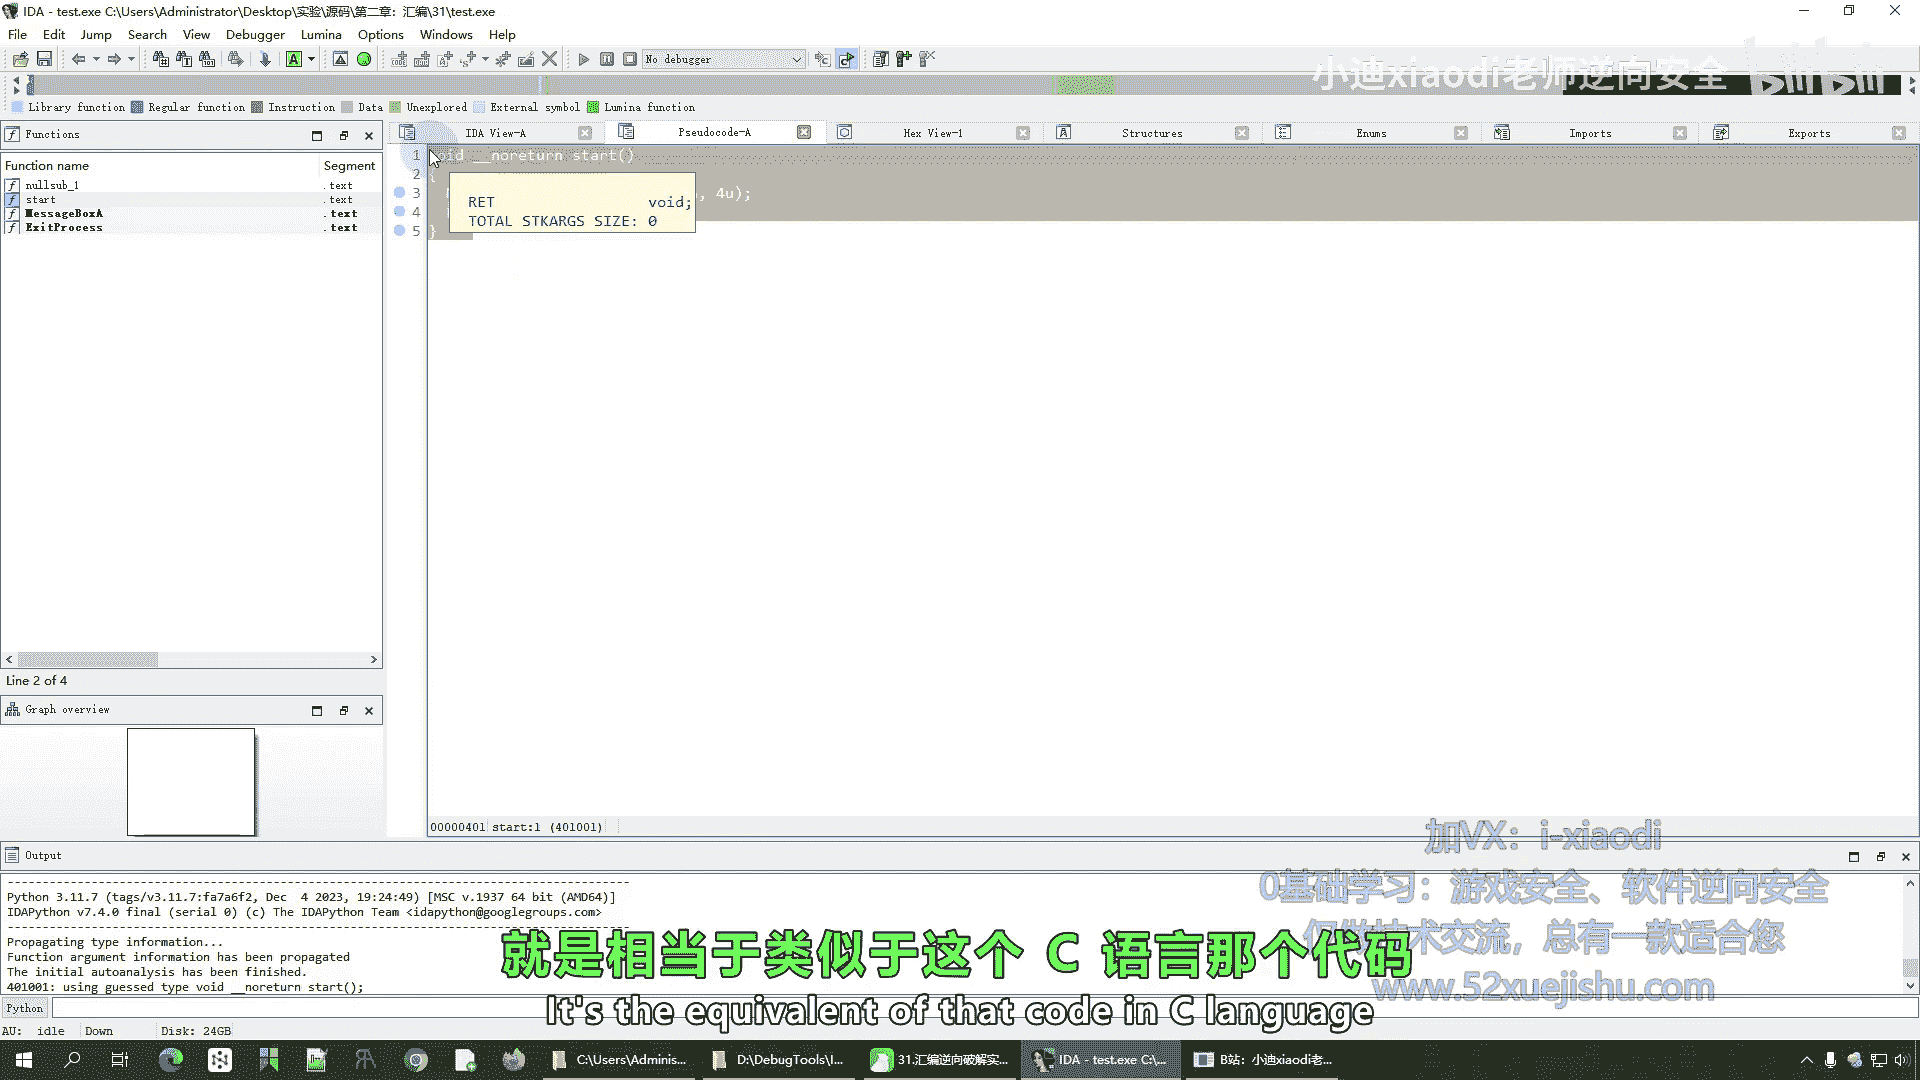 IDA - test.exe C:\Users\Administrator\Desktop\实验\源码\第二章：汇编\31\test.exe
File Edit Jump Search View Debugger Lumina Options Windows Help
No debugger
小迪xiaodi老师逆向安全 bilibili
Library function Regular function Instruction Data Unexplored External symbol Lumina function
Functions
IDA View-A Pseudocode-A Hex View-1 Structures Enums Imports Exports
Function name Segment
nullsub_1 .text
start .text
MessageBoxA .text
ExitProcess .text
1 void __noreturn start()
2 {
3 , 4u);
4
5 }
RET void;
TOTAL STKARGS SIZE: 0
Line 2 of 4
Graph overview
00000401 start:1 (401001)
Output
Python 3.11.7 (tags/v3.11.7:fa7a6f2, Dec 4 2023, 19:24:49) [MSC v.1937 64 bit (AMD64)]
IDAPython v7.4.0 final (serial 0) (c) The IDAPython Team <idapython@googlegroups.com>
Propagating type information...
Function argument information has been propagated
The initial autoanalysis has been finished.
401001: using guessed type void __noreturn start();
Python
加VX：i-xiaodi
0基础学习：游戏安全、软件逆向安全
仅做技术交流，总有一款适合您
www.52xuejishu.com
就是相当于类似于这个 C 语言那个代码
It's the equivalent of that code in C language
AU: idle Down Disk: 24GB
C:\Users\Adminis... D:\DebugTools\I... 31.汇编逆向破解实... IDA - test.exe C:\... B站：小迪xiaodi老...